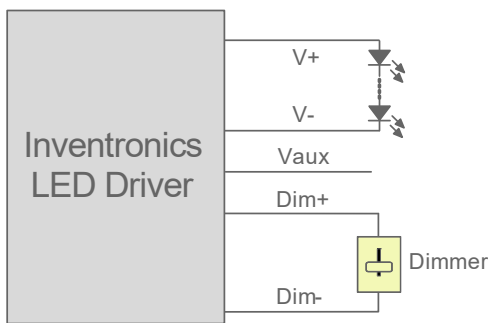 V+
V-
Inventronics
LED Driver
Vaux
Dim+
Dimmer
Dim-